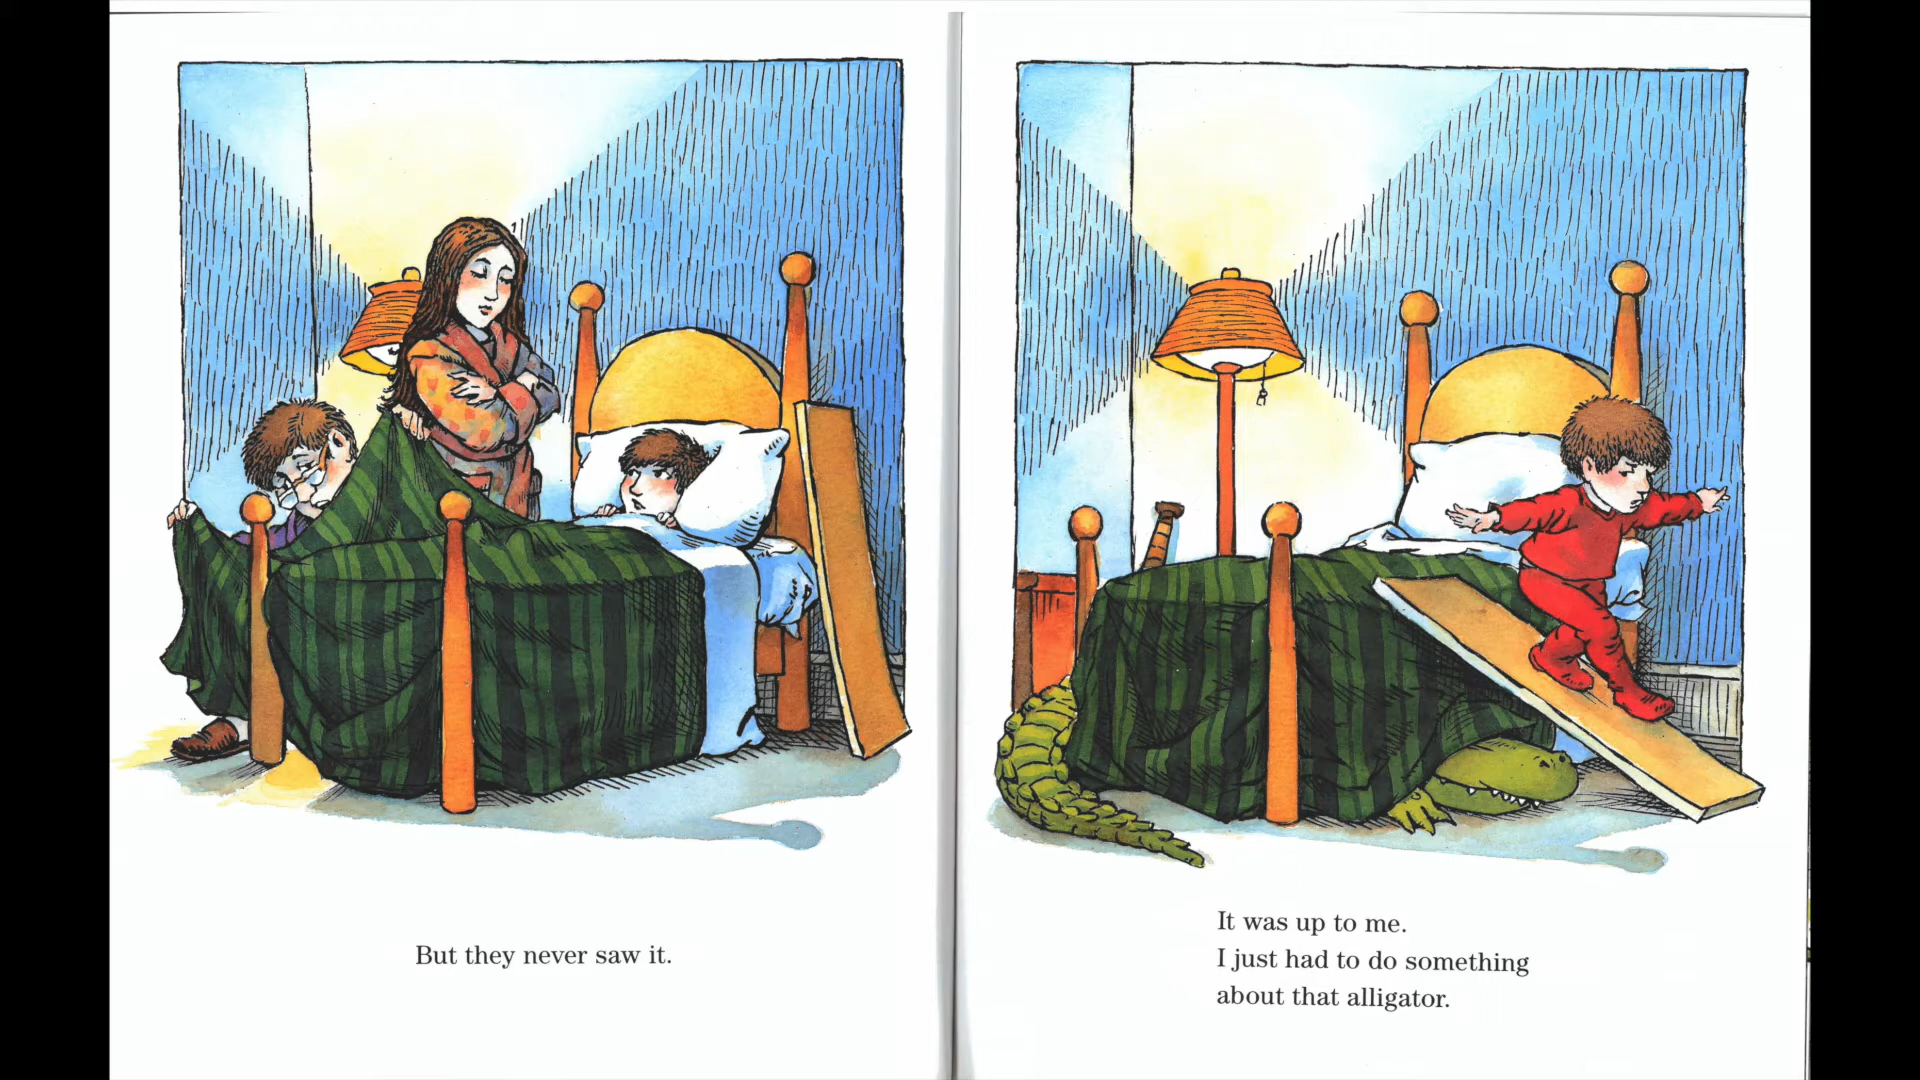 But they never saw it.
It was up to me.
I just had to do something
about that alligator.